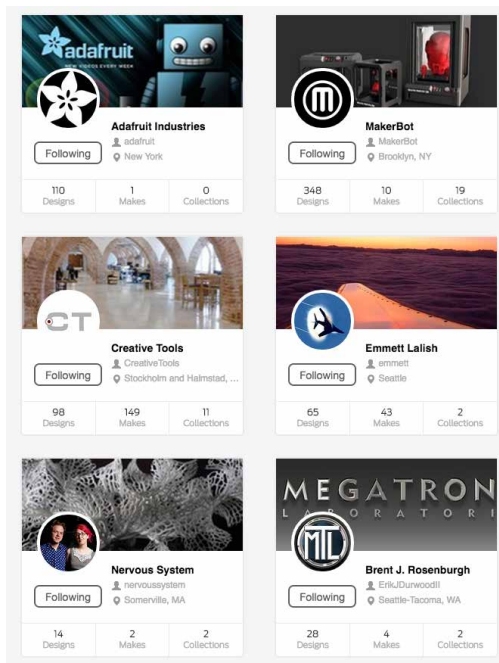 adafruit
NEW VIDEOS EVERY WEEK
Adafruit Industries
adafruit
New York
Following
110 1 0
Designs Makes Collections
MakerBot
MakerBot
Brooklyn, NY
Following
348 10 19
Designs Makes Collections
CT
Creative Tools
CreativeTools
Stockholm and Halmstad, ...
Following
98 149 11
Designs Makes Collections
Emmett Lalish
emmett
Seattle
Following
65 43 2
Designs Makes Collections
Nervous System
nervoussystem
Somerville, MA
Following
14 2 2
Designs Makes Collections
MEGATRON
LABORATORI
MTL
Brent J. Rosenburgh
ErikJDurwoodII
Seattle-Tacoma, WA
Following
28 4 2
Designs Makes Collections